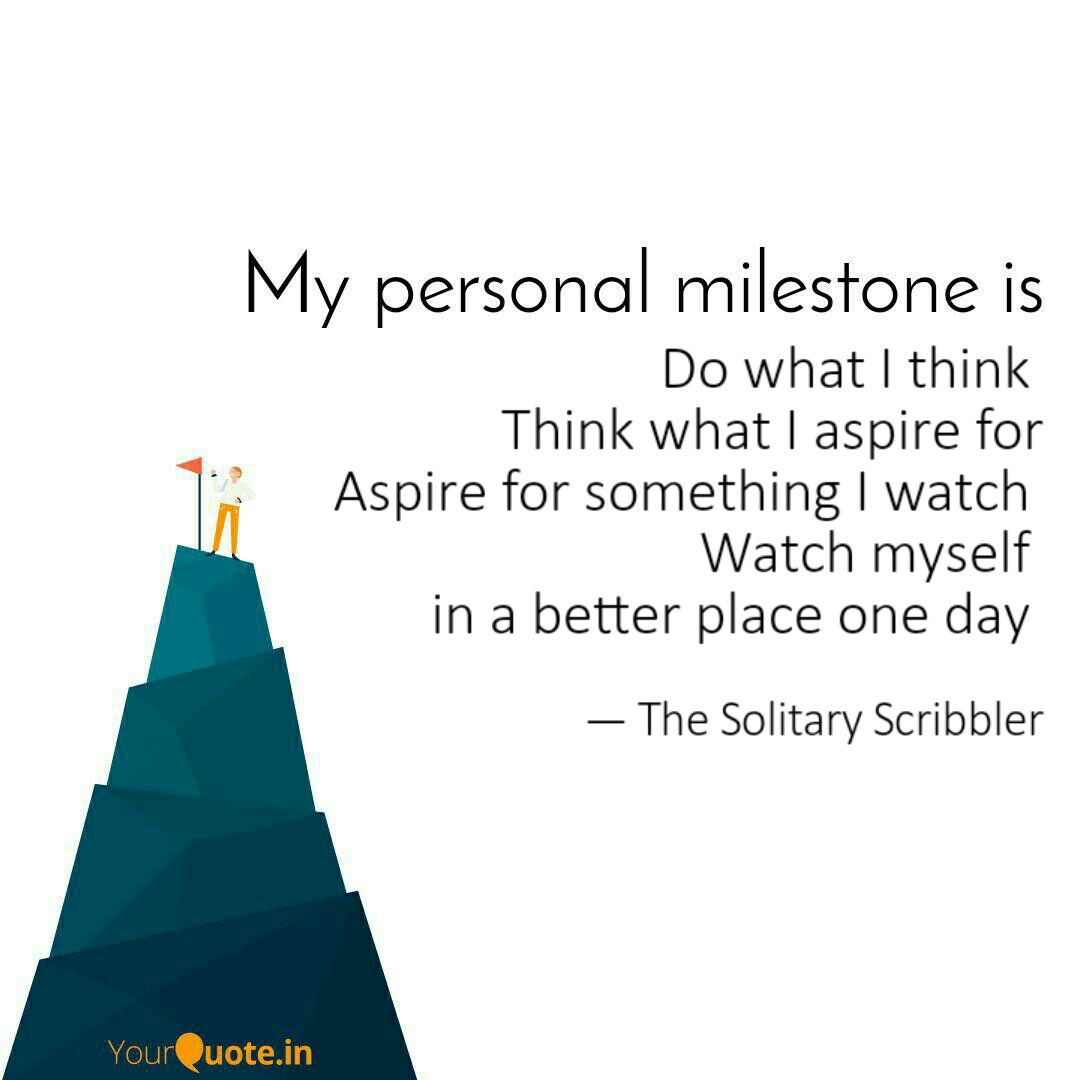 My personal milestone is
Do what I think
Think what I aspire for
Aspire for something I watch
Watch myself
in a better place one day
— The Solitary Scribbler
YourQuote.in